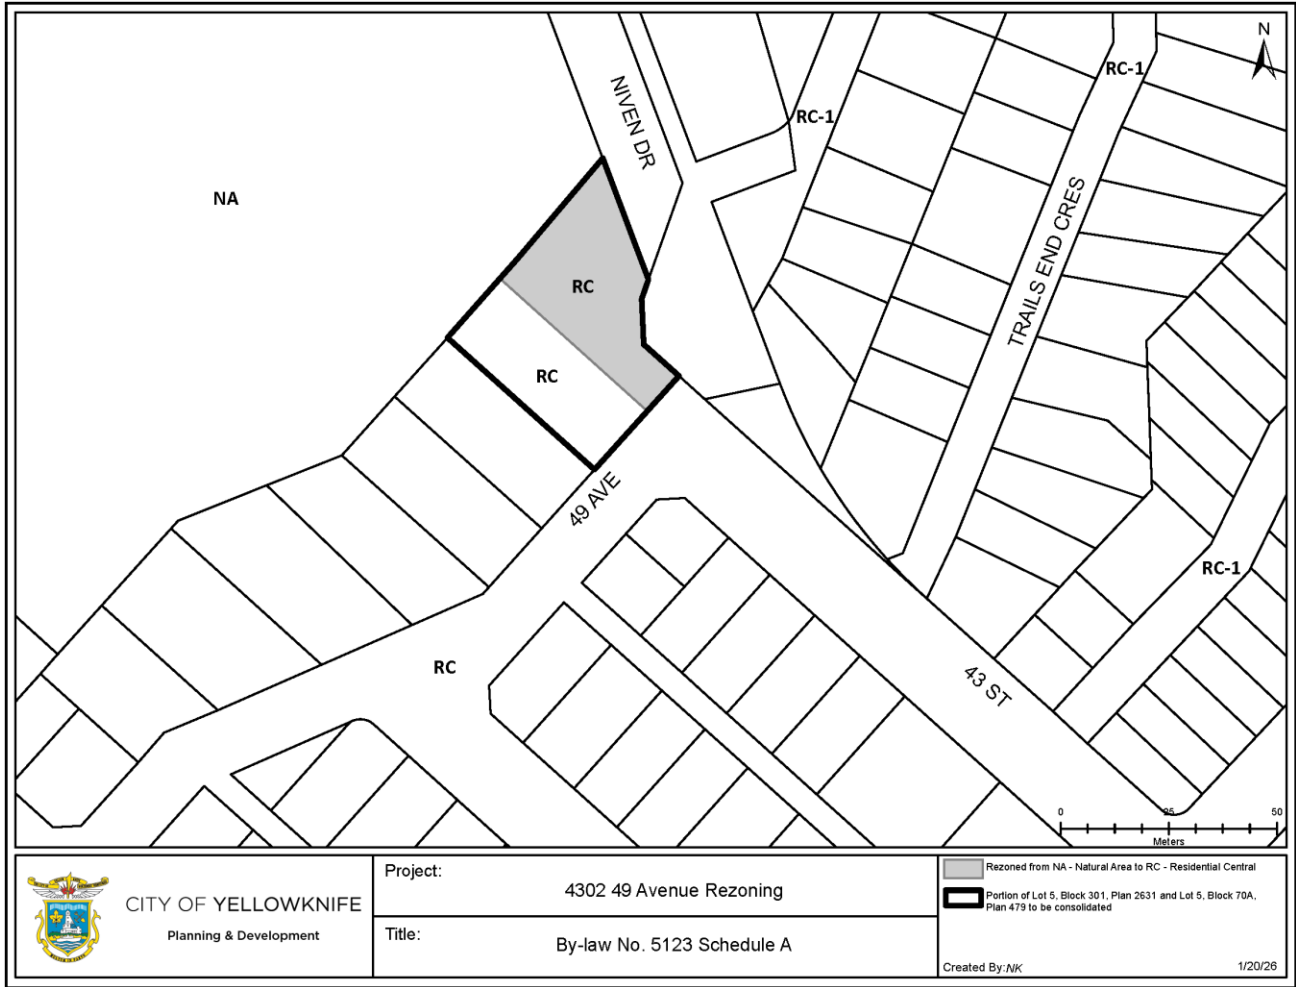 N
NIVEN DR
RC-1
RC-1
NA
TRAILS END CRES
RC
RC
49 AVE
RC-1
RC
43 ST
0 25 50
Meters
CITY OF YELLOWKNIFE
Planning & Development
Project:
4302 49 Avenue Rezoning
Title:
By-law No. 5123 Schedule A
Rezoned from NA - Natural Area to RC - Residential Central
Portion of Lot 5, Block 301, Plan 2631 and Lot 5, Block 70A,
Plan 479 to be consolidated
Created By:NK
1/20/26